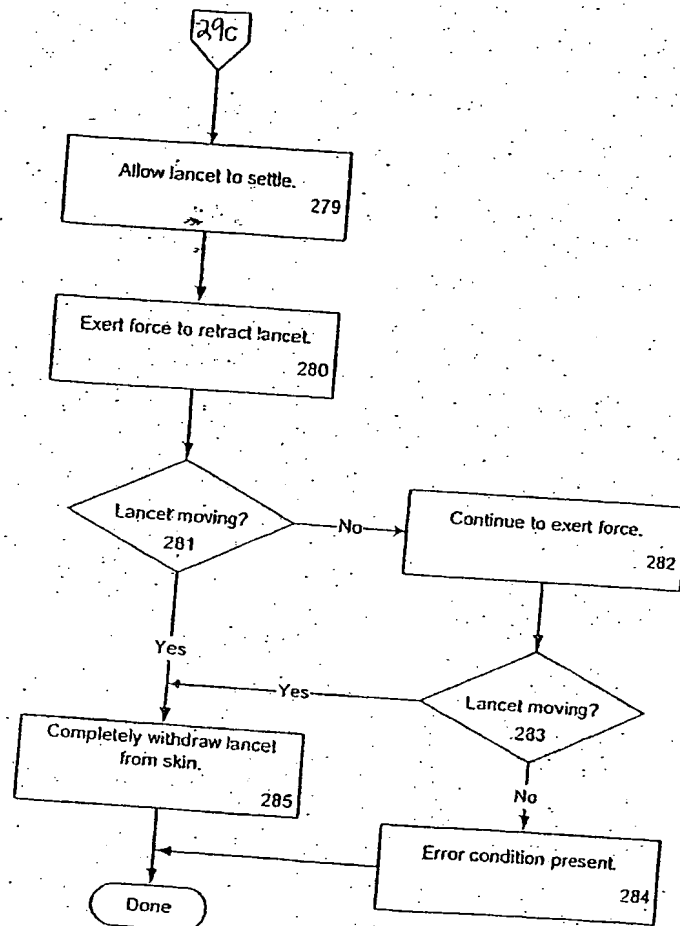 29c
Allow lancet to settle.
279
Exert force to retract lancet.
280
Lancet moving?
281
No
Continue to exert force.
282
Yes
Yes
Lancet moving?
283
Completely withdraw lancet
from skin.
285
No
Error condition present.
284
Done